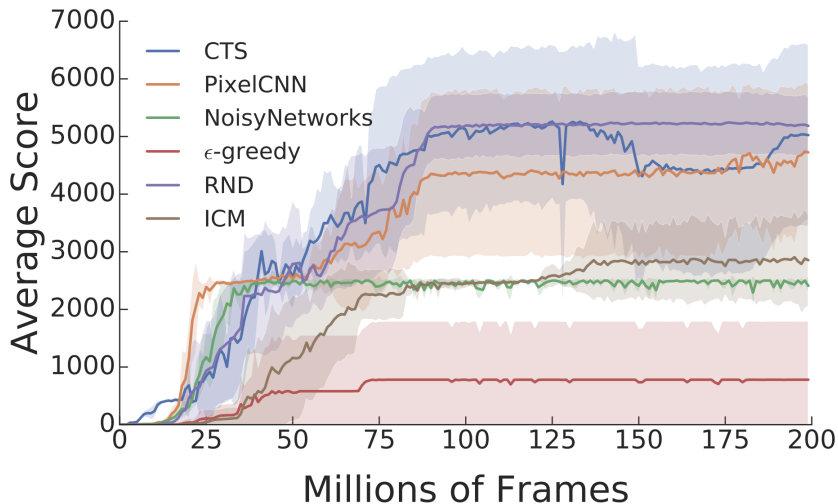 Average Score
7000
6000
5000
4000
3000
2000
1000
0
CTS
PixelCNN
NoisyNetworks
ϵ-greedy
RND
ICM
0 25 50 75 100 125 150 175 200
Millions of Frames